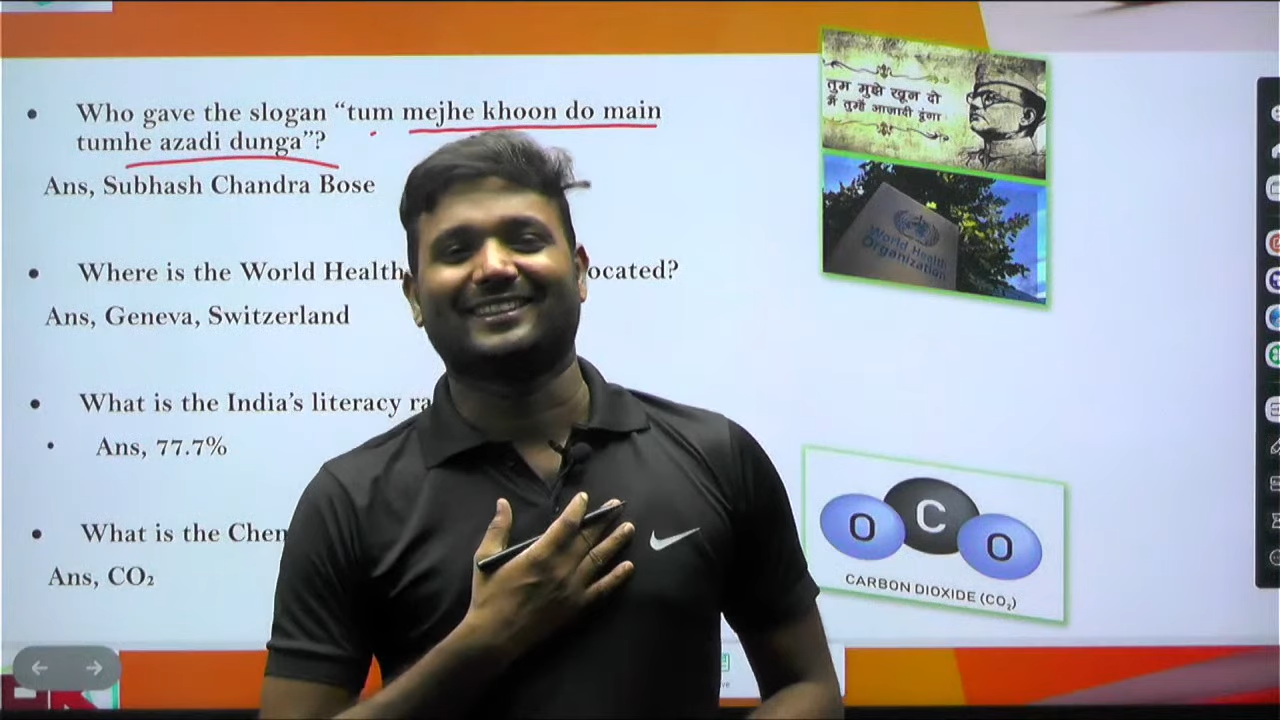 Who gave the slogan “tum mejhe khoon do main
tumhe azadi dunga”?
Ans, Subhash Chandra Bose
Where is the World Health ocated?
Ans, Geneva, Switzerland
What is the India’s literacy ra
Ans, 77.7%
What is the Chen
Ans, CO₂
तुम मुझे खून दो
मैं तुम्हें आजादी दुंगा
World Health
Organization
O C O
CARBON DIOXIDE (CO₂)